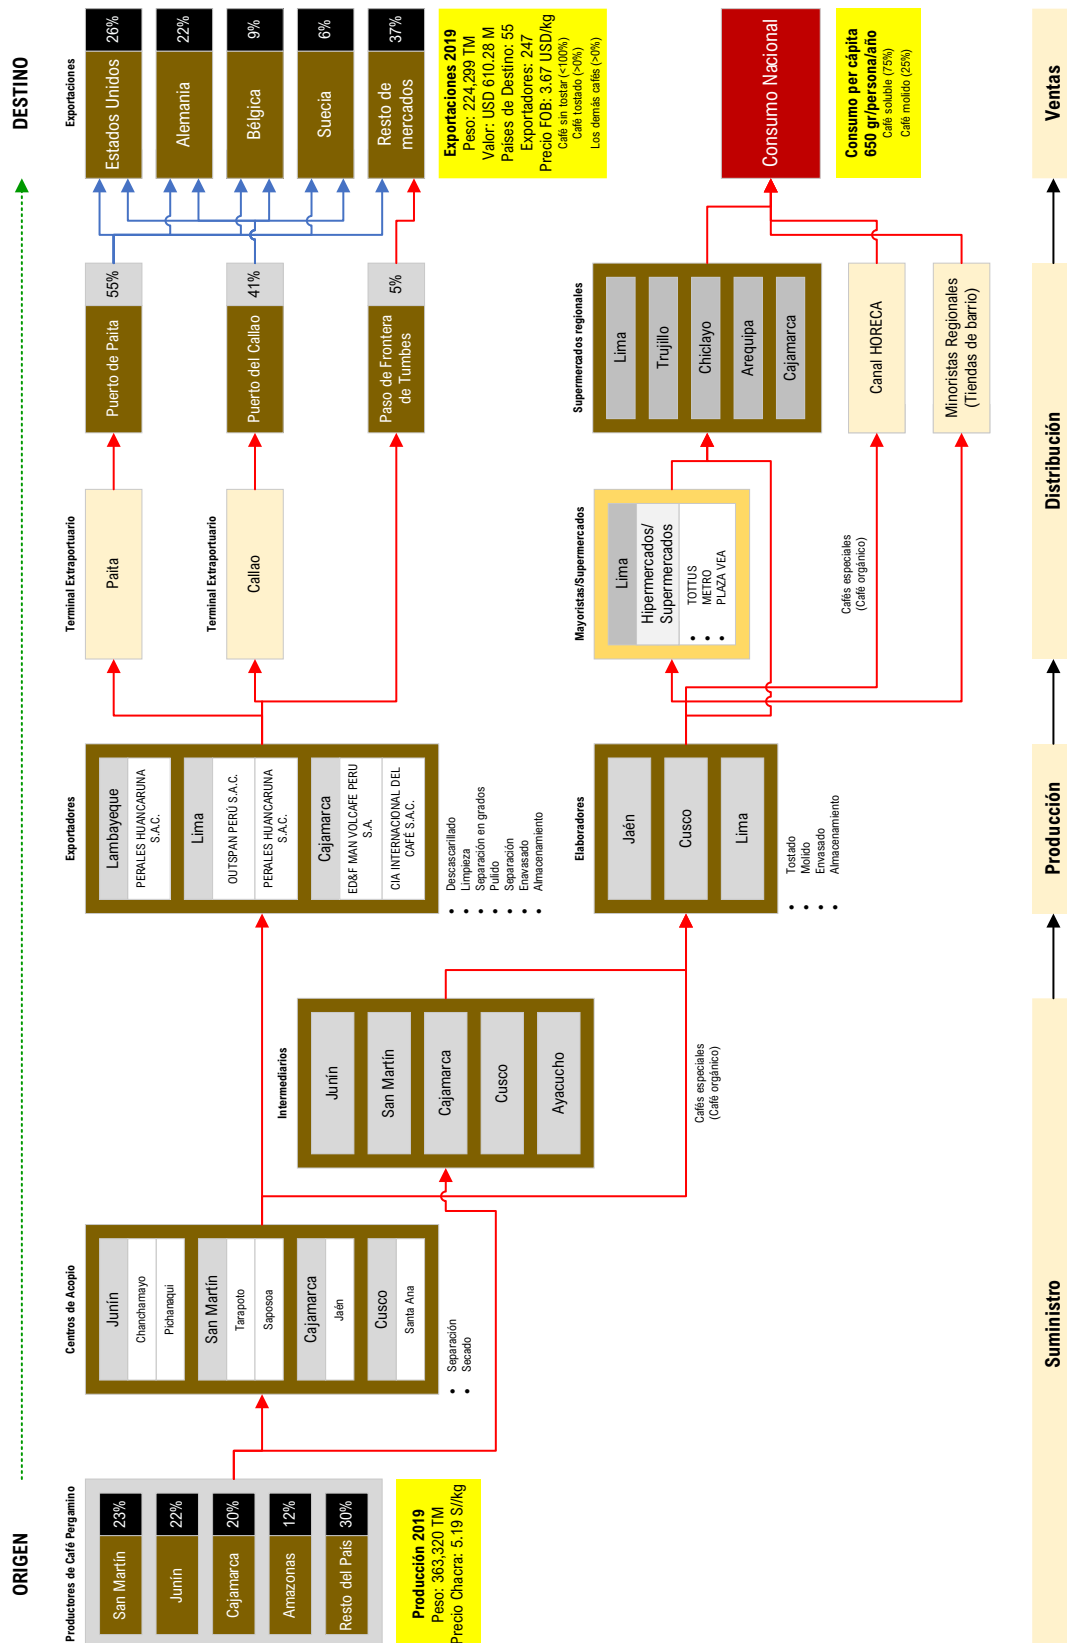 ORIGEN
DESTINO
Productores de Café Pergamino
San Martín
23%
Junín
22%
Cajamarca
20%
Amazonas
12%
Resto del País
30%
Producción 2019
Peso: 363,320 TM
Precio Chacra: 5.19 S//kg
Centros de Acopio
Junín
Chanchamayo
Pichanaqui
San Martín
Tarapoto
Saposoa
Cajamarca
Jaén
Cusco
Santa Ana
• Separación
• Secado
Intermediarios
Junín
San Martín
Cajamarca
Cusco
Ayacucho
Cafés especiales
(Café orgánico)
Exportadores
Lambayeque
PERALES HUANCARUNA
S.A.C.
Lima
OUTSPAN PERÚ S.A.C.
PERALES HUANCARUNA
S.A.C.
Cajamarca
ED&F MAN VOLCAFE PERU
S.A.
CIA INTERNACIONAL DEL
CAFÉ S.A.C.
• Descascarillado
• Limpieza
• Separación en grados
• Pulido
• Separación
• Enavasado
• Almacenamiento
Elaboradores
Jaén
Cusco
Lima
• Tostado
• Molido
• Envasado
• Almacenamiento
Terminal Extraportuario
Paita
Terminal Extraportuario
Callao
Mayoristas/Supermercados
Lima
Hipermercados/
Supermercados
• TOTTUS
• METRO
• PLAZA VEA
Cafés especiales
(Café orgánico)
Puerto de Paita
55%
Puerto del Callao
41%
Paso de Frontera
de Tumbes
5%
Supermercados regionales
Lima
Trujillo
Chiclayo
Arequipa
Cajamarca
Canal HORECA
Minoristas Regionales
(Tiendas de barrio)
Exportaciones
Estados Unidos
26%
Alemania
22%
Bélgica
9%
Suecia
6%
Resto de
mercados
37%
Exportaciones 2019
Peso: 224,299 TM
Valor: USD 610.28 M
Países de Destino: 55
Exportadores: 247
Precio FOB: 3.67 USD/kg
Café sin tostar (<100%)
Café tostado (>0%)
Los demás cafés (>0%)
Consumo Nacional
Consumo per cápita
650 gr/persona/año
Café soluble (75%)
Café molido (25%)
Suministro
Producción
Distribución
Ventas